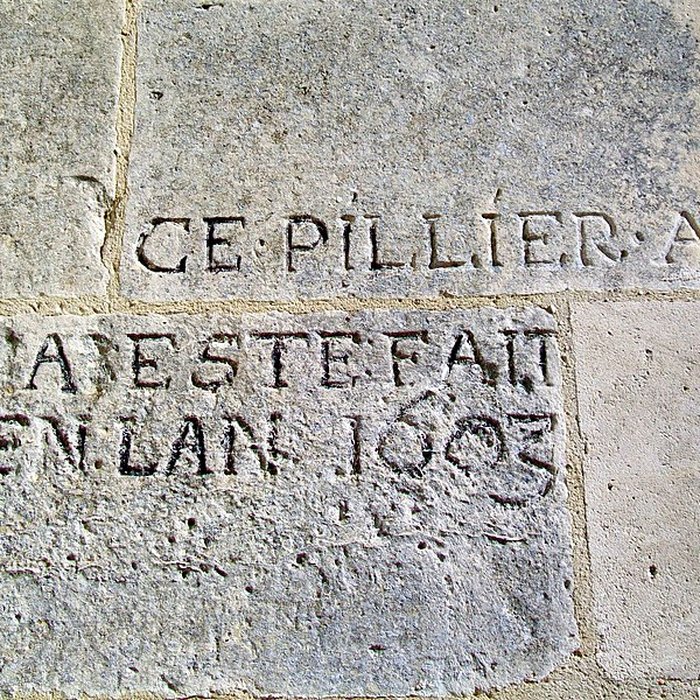 CE·PILLIER·A
A ESTE FAIT
EN LAN 1603